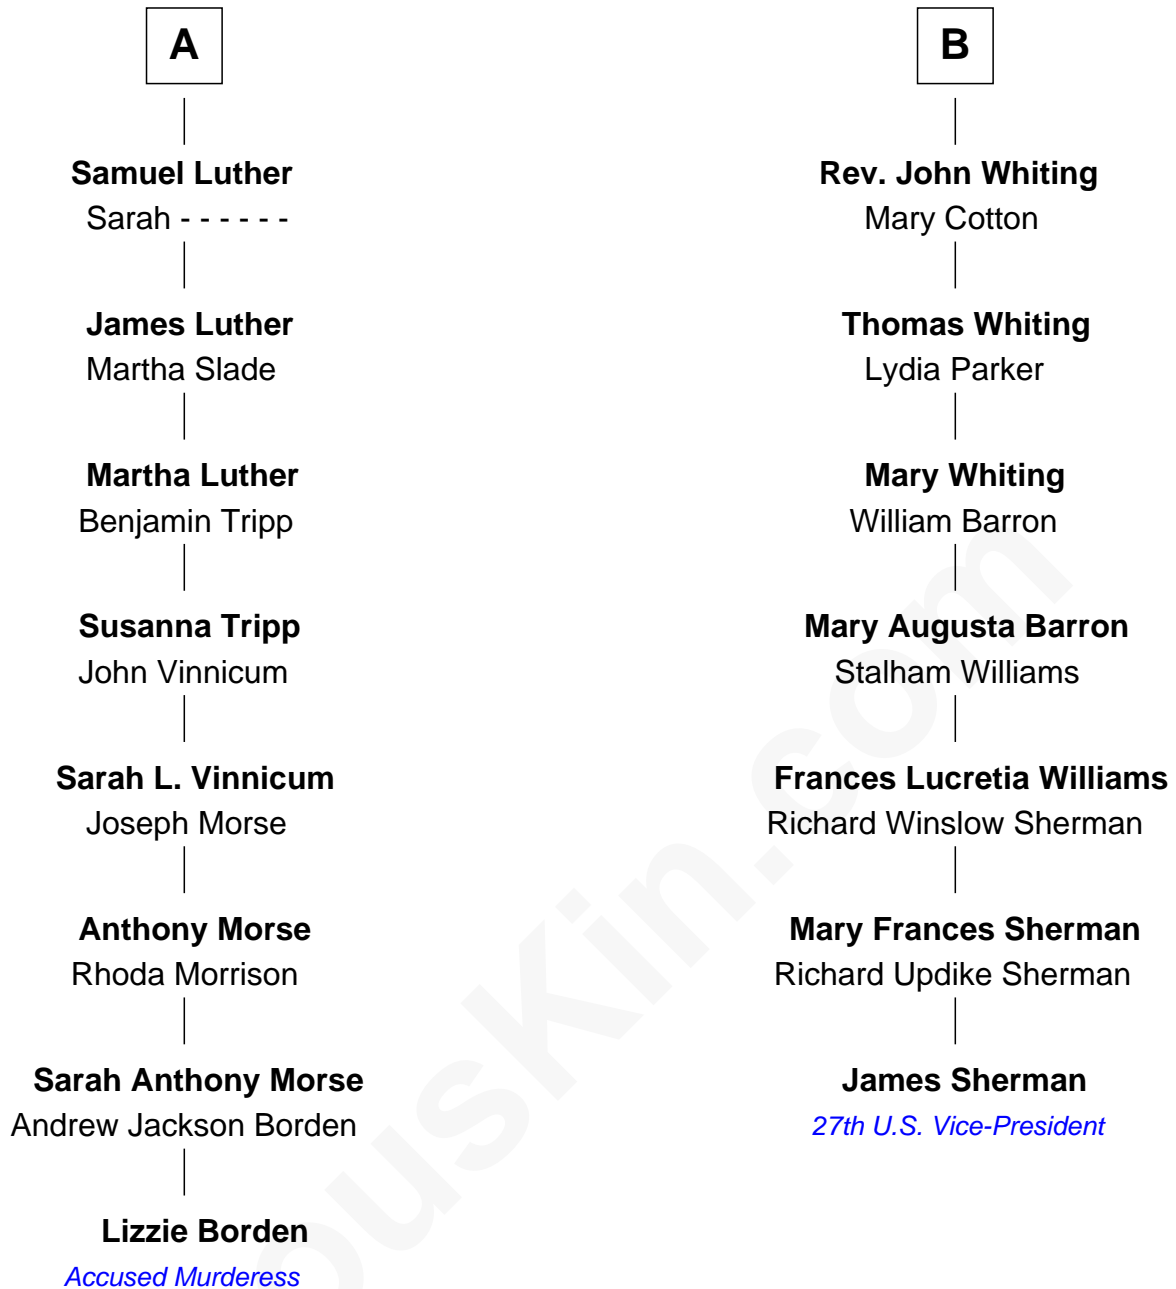 A
Samuel Luther
Sarah - - - - - -
James Luther
Martha Slade
Martha Luther
Benjamin Tripp
Susanna Tripp
John Vinnicum
Sarah L. Vinnicum
Joseph Morse
Anthony Morse
Rhoda Morrison
Sarah Anthony Morse
Andrew Jackson Borden
Lizzie Borden
Accused Murderess
B
Rev. John Whiting
Mary Cotton
Thomas Whiting
Lydia Parker
Mary Whiting
William Barron
Mary Augusta Barron
Stalham Williams
Frances Lucretia Williams
Richard Winslow Sherman
Mary Frances Sherman
Richard Updike Sherman
James Sherman
27th U.S. Vice-President
ousKin.com